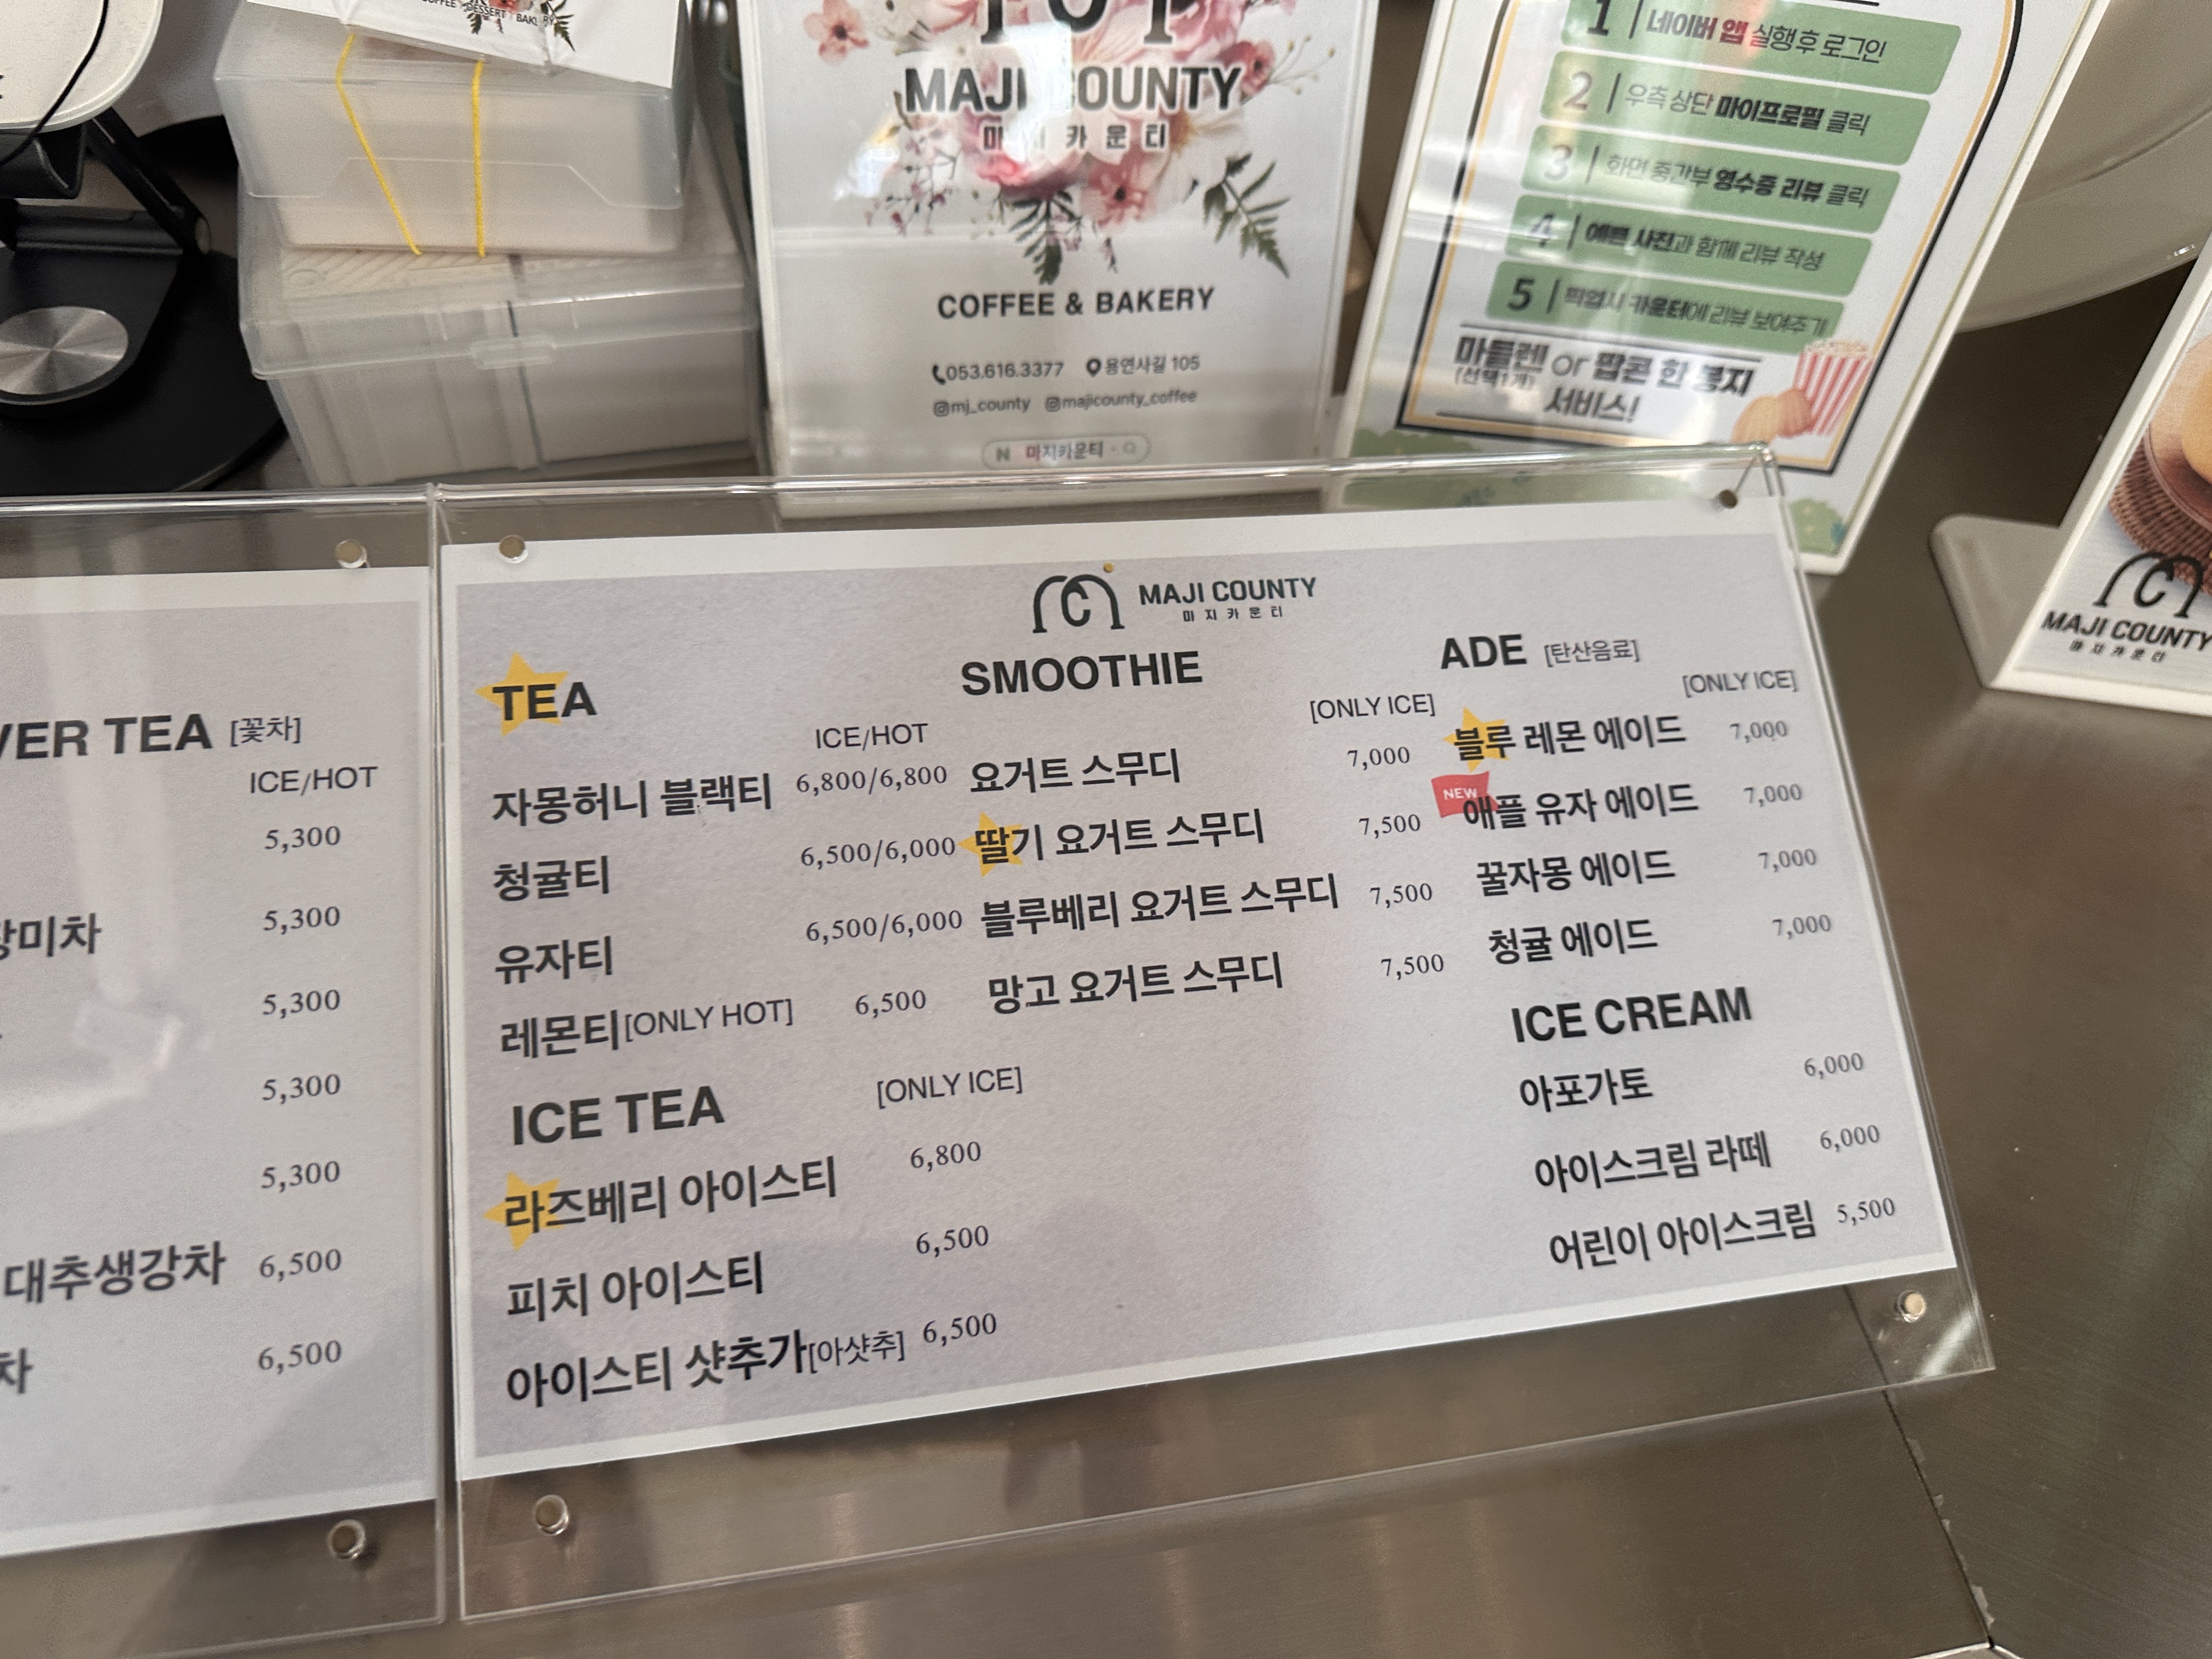 COFFEE DESSERT BAKERY
MAJI COUNTY
마지카운티
COFFEE & BAKERY
053.616.3377 용연사길 105
@mj_county @majicounty_coffee
N 마지카운티
1 | 네이버 앱 실행 후 로그인
2 | 우측 상단 마이프로필 클릭
3 | 화면 중간부 영수증 리뷰 클릭
4 | 예쁜 사진과 함께 리뷰 작성
5 | 픽업시 카운터에 리뷰 보여주기
마들렌 or 팝콘 한 봉지
(선택1개)
서비스!
MAJI COUNTY
마지카운티
VER TEA [꽃차]
ICE/HOT
5,300
장미차 5,300
5,300
5,300
5,300
대추생강차 6,500
차 6,500
MAJI COUNTY
마지카운티
TEA
ICE/HOT
자몽허니 블랙티 6,800/6,800
청귤티 6,500/6,000
유자티 6,500/6,000
레몬티[ONLY HOT] 6,500
ICE TEA [ONLY ICE]
라즈베리 아이스티 6,800
피치 아이스티 6,500
아이스티 샷추가[아샷추] 6,500
SMOOTHIE
[ONLY ICE]
요거트 스무디 7,000
딸기 요거트 스무디 7,500
블루베리 요거트 스무디 7,500
망고 요거트 스무디 7,500
ADE [탄산음료]
[ONLY ICE]
블루 레몬 에이드 7,000
NEW
애플 유자 에이드 7,000
꿀자몽 에이드 7,000
청귤 에이드 7,000
ICE CREAM
아포가토 6,000
아이스크림 라떼 6,000
어린이 아이스크림 5,500